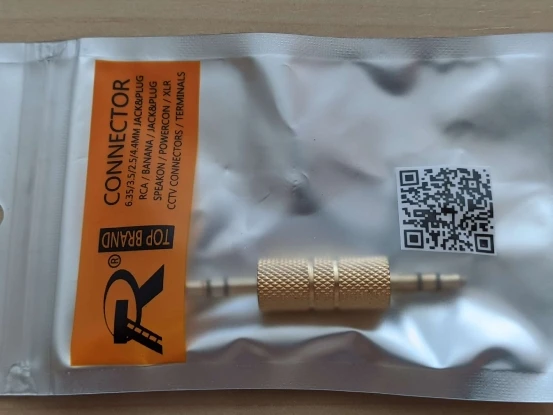 R®
TOP BRAND
CONNECTOR
6.35/3.5/2.5/4.4MM JACK&PLUG
RCA / BANANA / JACK&PLUG
SPEAKON / POWERCON / XLR
CCTV CONNECTORS / TERMINALS